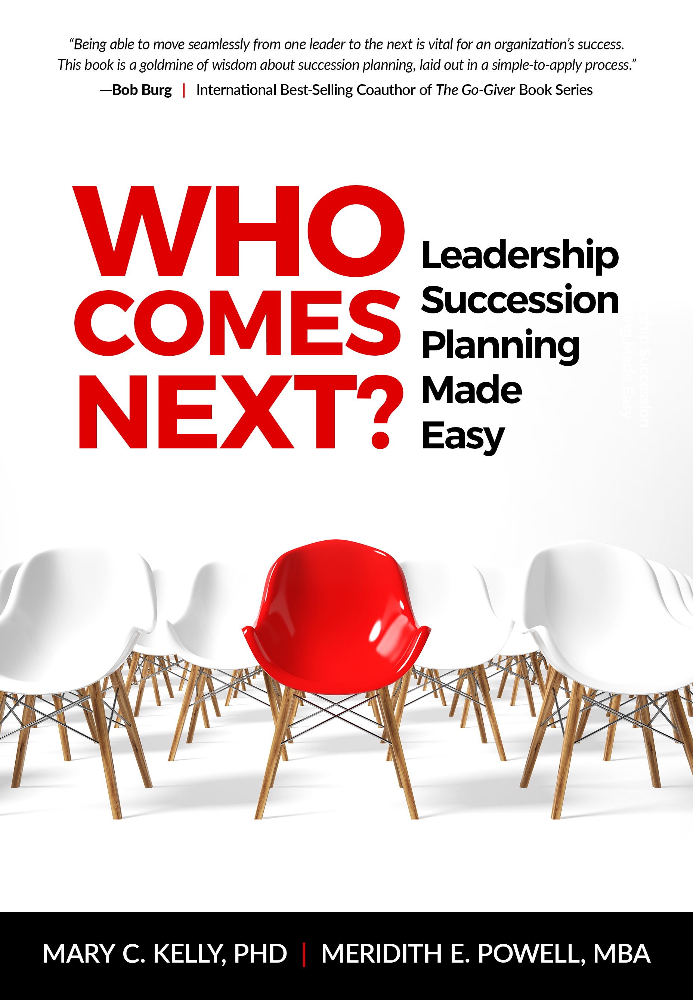 “Being able to move seamlessly from one leader to the next is vital for an organization’s success.
This book is a goldmine of wisdom about succession planning, laid out in a simple-to-apply process.”
—Bob Burg | International Best-Selling Coauthor of The Go-Giver Book Series
WHO
COMES
NEXT?
Leadership
Succession
Planning
Made
Easy
ship Succession
ing Made Easy
MARY C. KELLY, PHD | MERIDITH E. POWELL, MBA